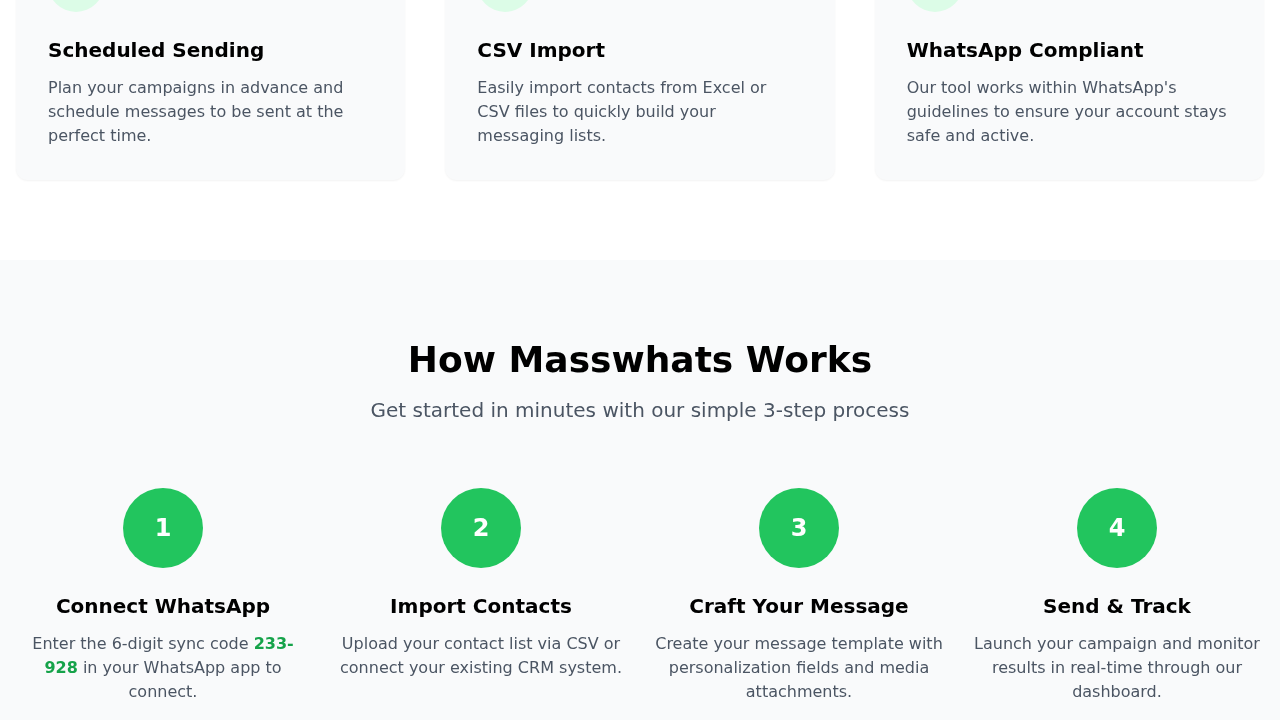 Scheduled Sending
Plan your campaigns in advance and
schedule messages to be sent at the
perfect time.
CSV Import
Easily import contacts from Excel or
CSV files to quickly build your
messaging lists.
WhatsApp Compliant
Our tool works within WhatsApp's
guidelines to ensure your account stays
safe and active.
How Masswhats Works
Get started in minutes with our simple 3-step process
1
Connect WhatsApp
Enter the 6-digit sync code 233-
928 in your WhatsApp app to
connect.
2
Import Contacts
Upload your contact list via CSV or
connect your existing CRM system.
3
Craft Your Message
Create your message template with
personalization fields and media
attachments.
4
Send & Track
Launch your campaign and monitor
results in real-time through our
dashboard.